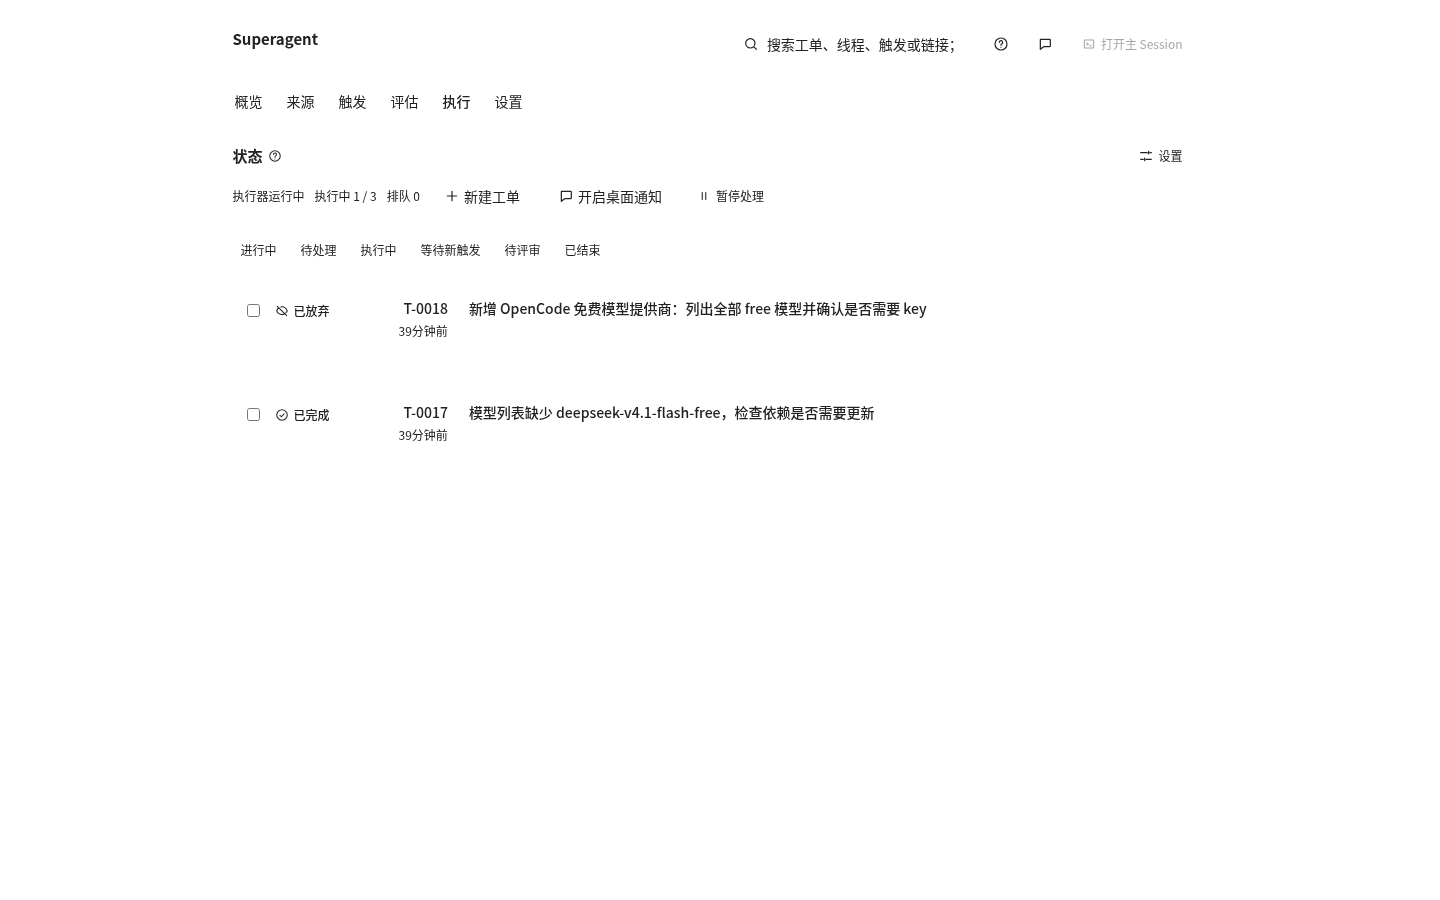 Superagent
搜索工单、线程、触发或链接；
打开主 Session
概览 来源 触发 评估 执行 设置
状态
设置
执行器运行中 执行中 1 / 3 排队 0 新建工单 开启桌面通知 暂停处理
进行中 待处理 执行中 等待新触发 待评审 已结束
已放弃 T-0018 新增 OpenCode 免费模型提供商：列出全部 free 模型并确认是否需要 key
39分钟前
已完成 T-0017 模型列表缺少 deepseek-v4.1-flash-free，检查依赖是否需要更新
39分钟前